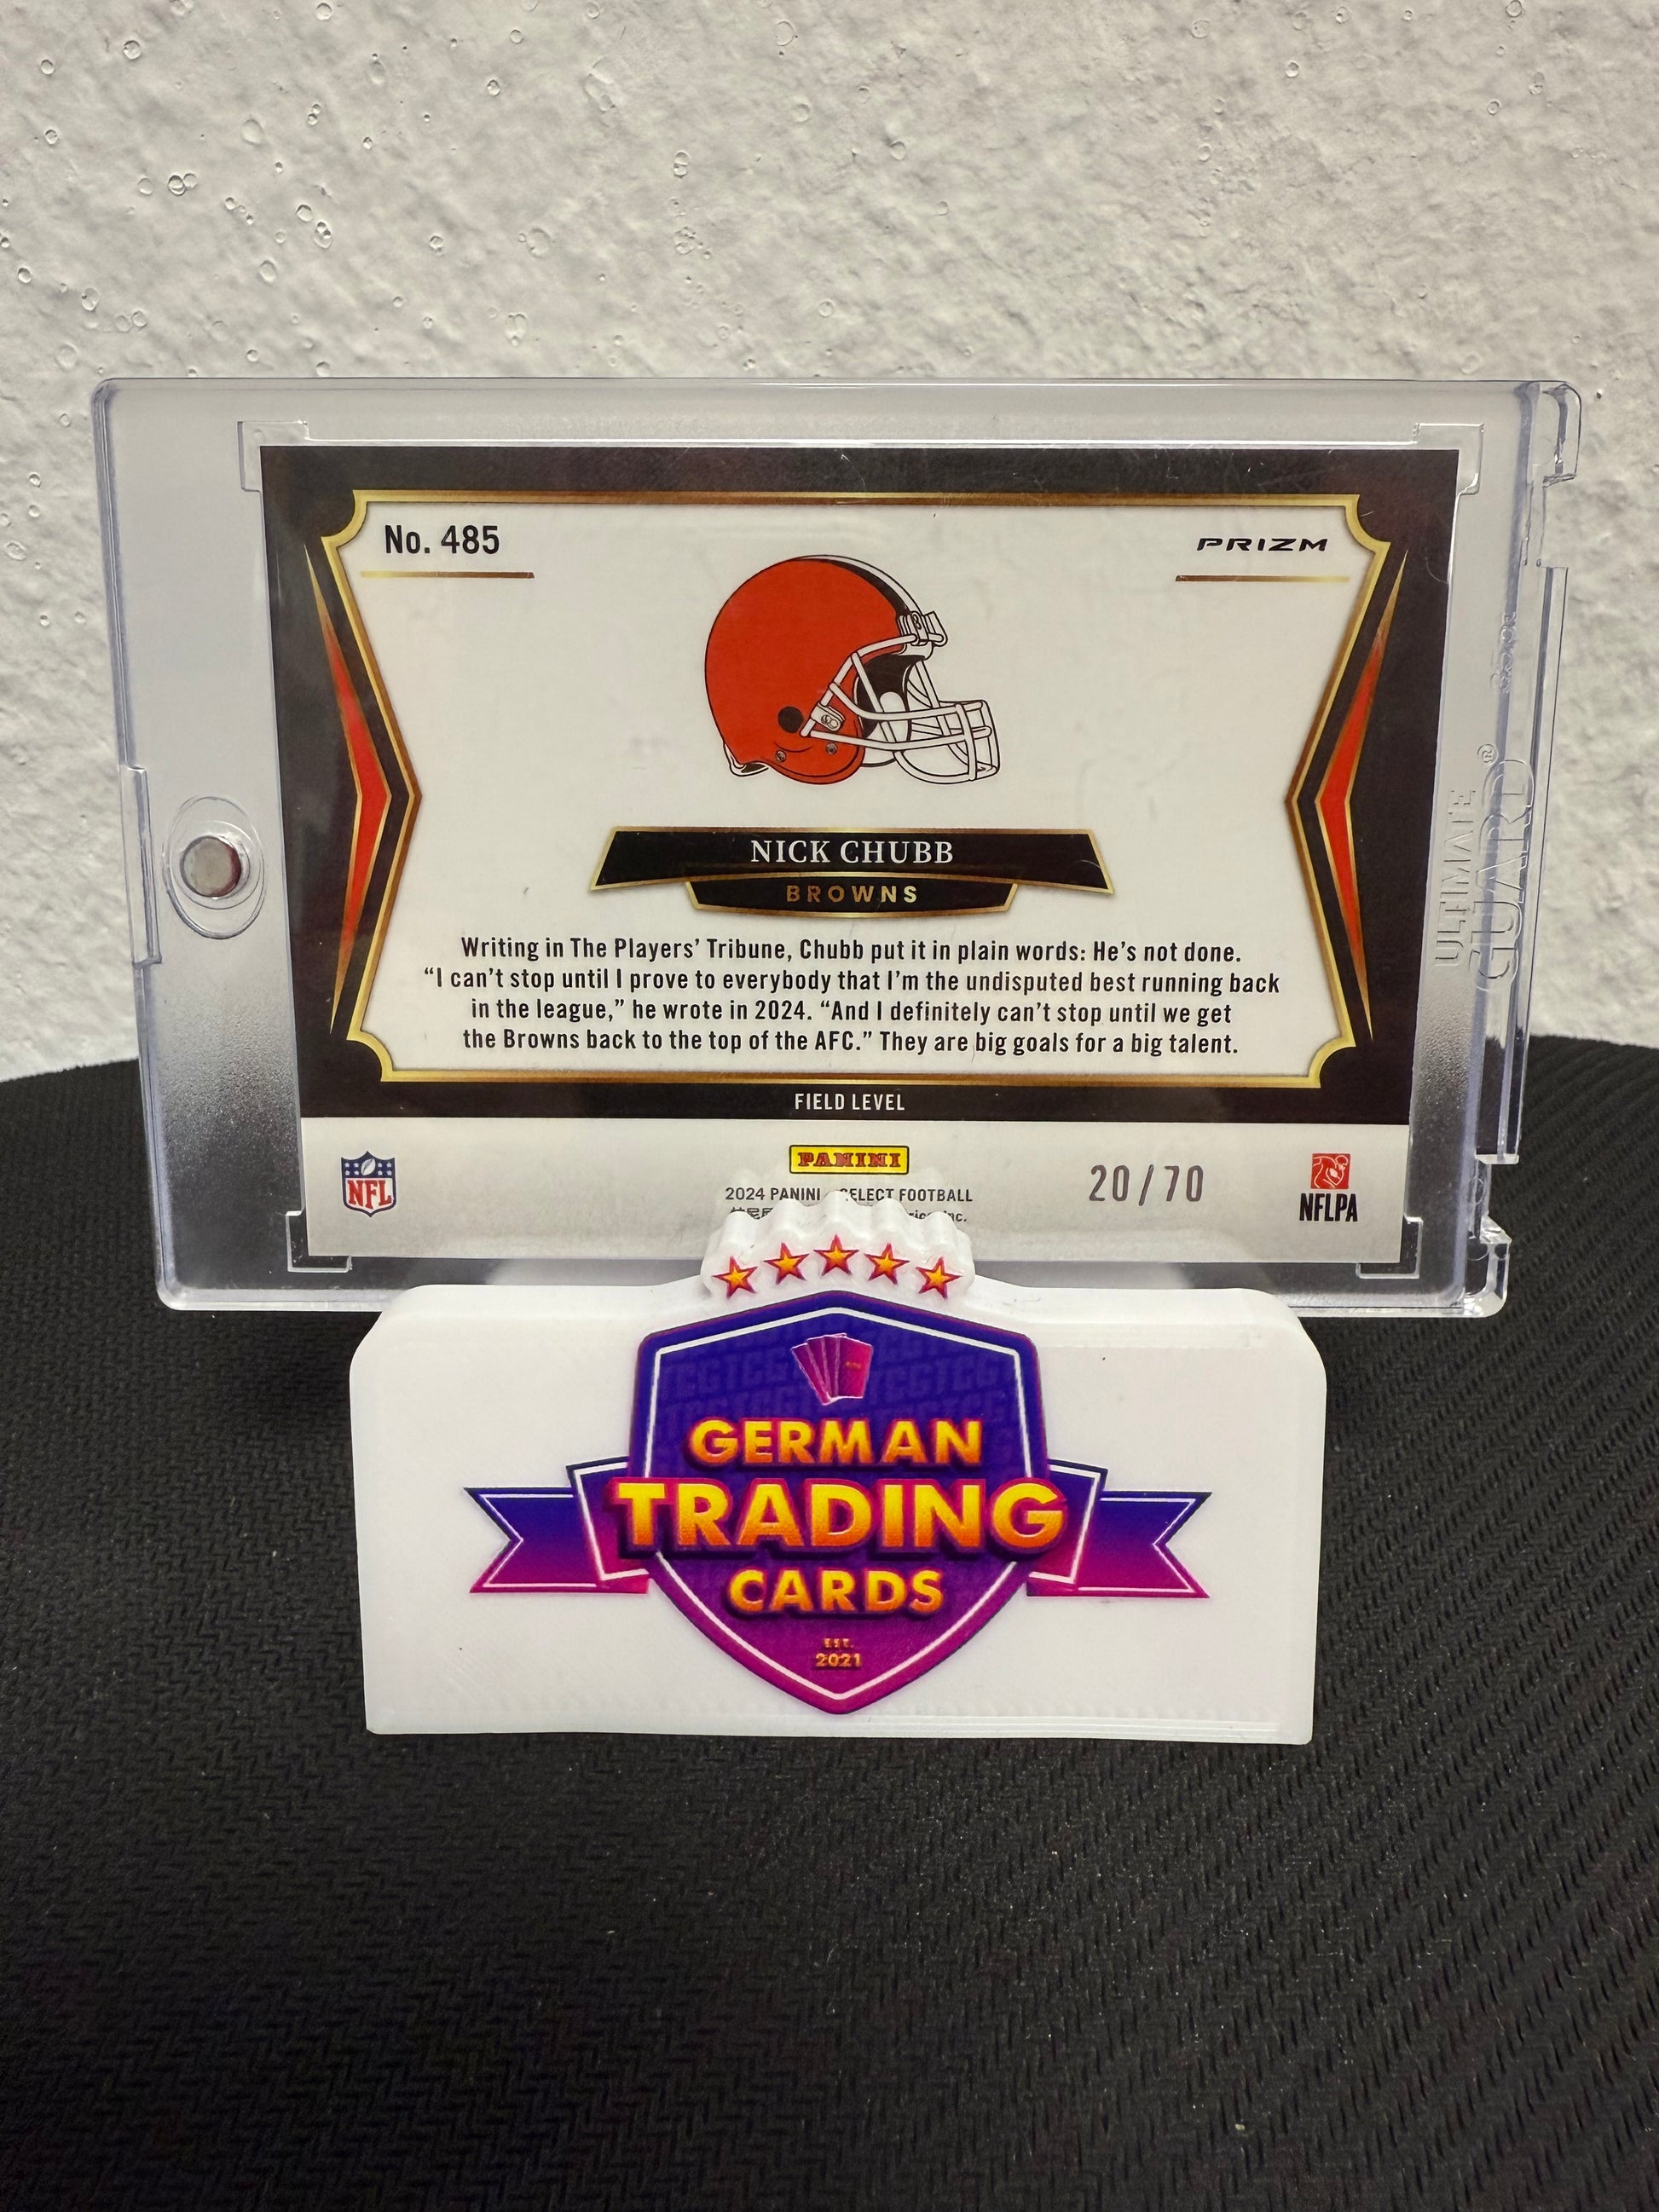 No. 485
PRIZM
NICK CHUBB
BROWNS
Writing in The Players' Tribune, Chubb put it in plain words: He's not done.
“I can't stop until I prove to everybody that I'm the undisputed best running back
in the league,” he wrote in 2024. “And I definitely can't stop until we get
the Browns back to the top of the AFC.” They are big goals for a big talent.
FIELD LEVEL
NFL
PANINI
2024 PANINI SELECT FOOTBALL
Inc.
20/70
NFLPA
ULTIMATE
GUARD®
GERMAN
TRADING
CARDS
EST.
2021